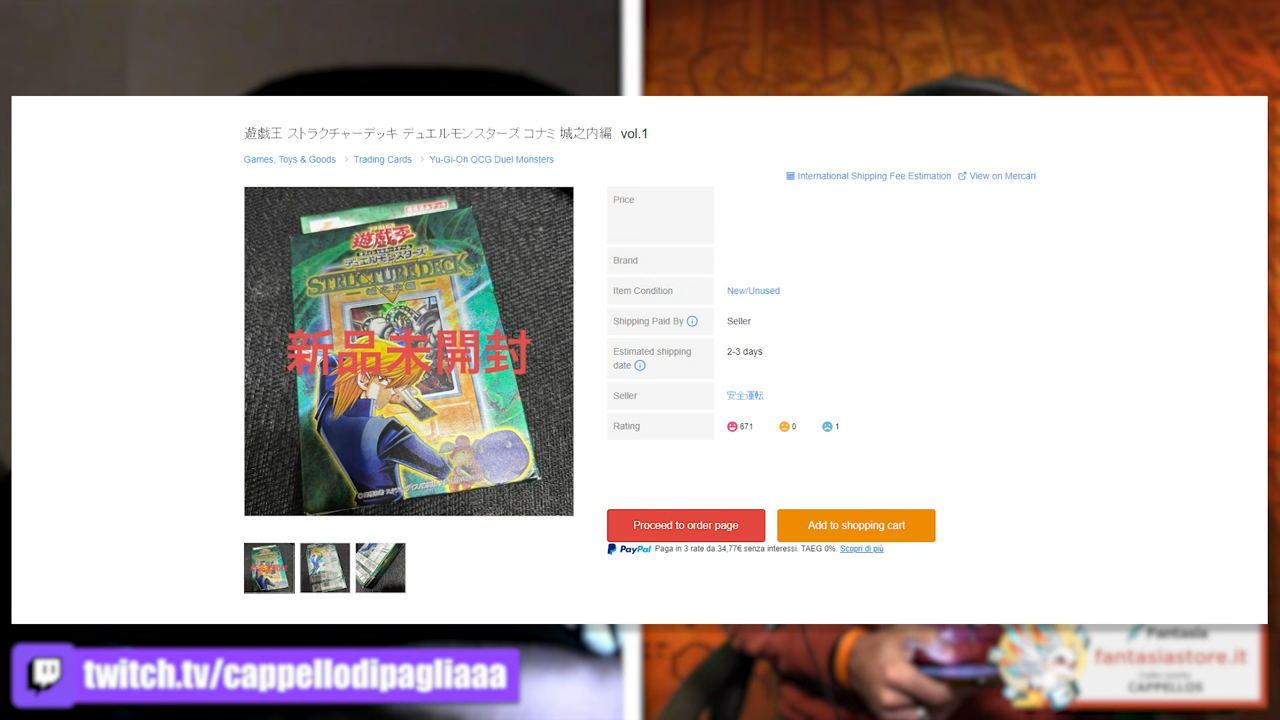 遊戯王 ストラクチャーデッキ デュエルモンスターズ コナミ 城之内編 vol.1
Games, Toys & Goods > Trading Cards > Yu-Gi-Oh OCG Duel Monsters
International Shipping Fee Estimation View on Mercari
遊戯王
デュエルモンスターズ
STRUCTURE DECK
城之内編
新品未開封
Price
Brand
Item Condition New/Unused
Shipping Paid By Seller
Estimated shipping date 2-3 days
Seller 安全運転
Rating 671 0 1
Proceed to order page Add to shopping cart
PayPal Paga in 3 rate da 34,77€ senza interessi. TAEG 0%. Scopri di più
twitch.tv/cappellodipagliaaa
Fantasia
fantasiastore.it
CAPPELLOS